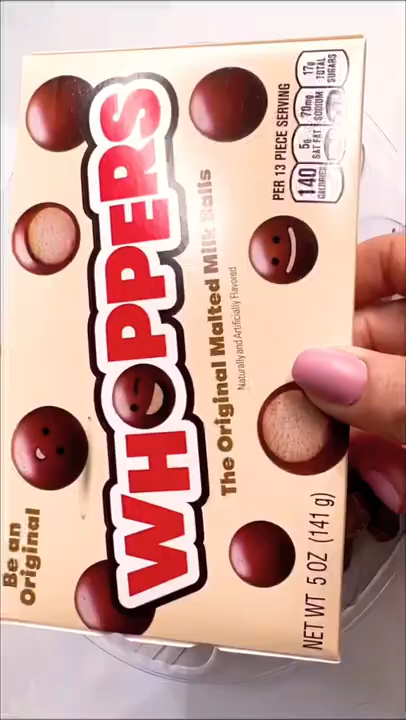 Be an
Original
WHOPPERS
The Original Malted Milk Balls
Naturally and Artificially Flavored
PER 13 PIECE SERVING
140
CALORIES
5g
SAT FAT
70mg
SODIUM
17g
TOTAL
SUGARS
NET WT 5 OZ (141 g)